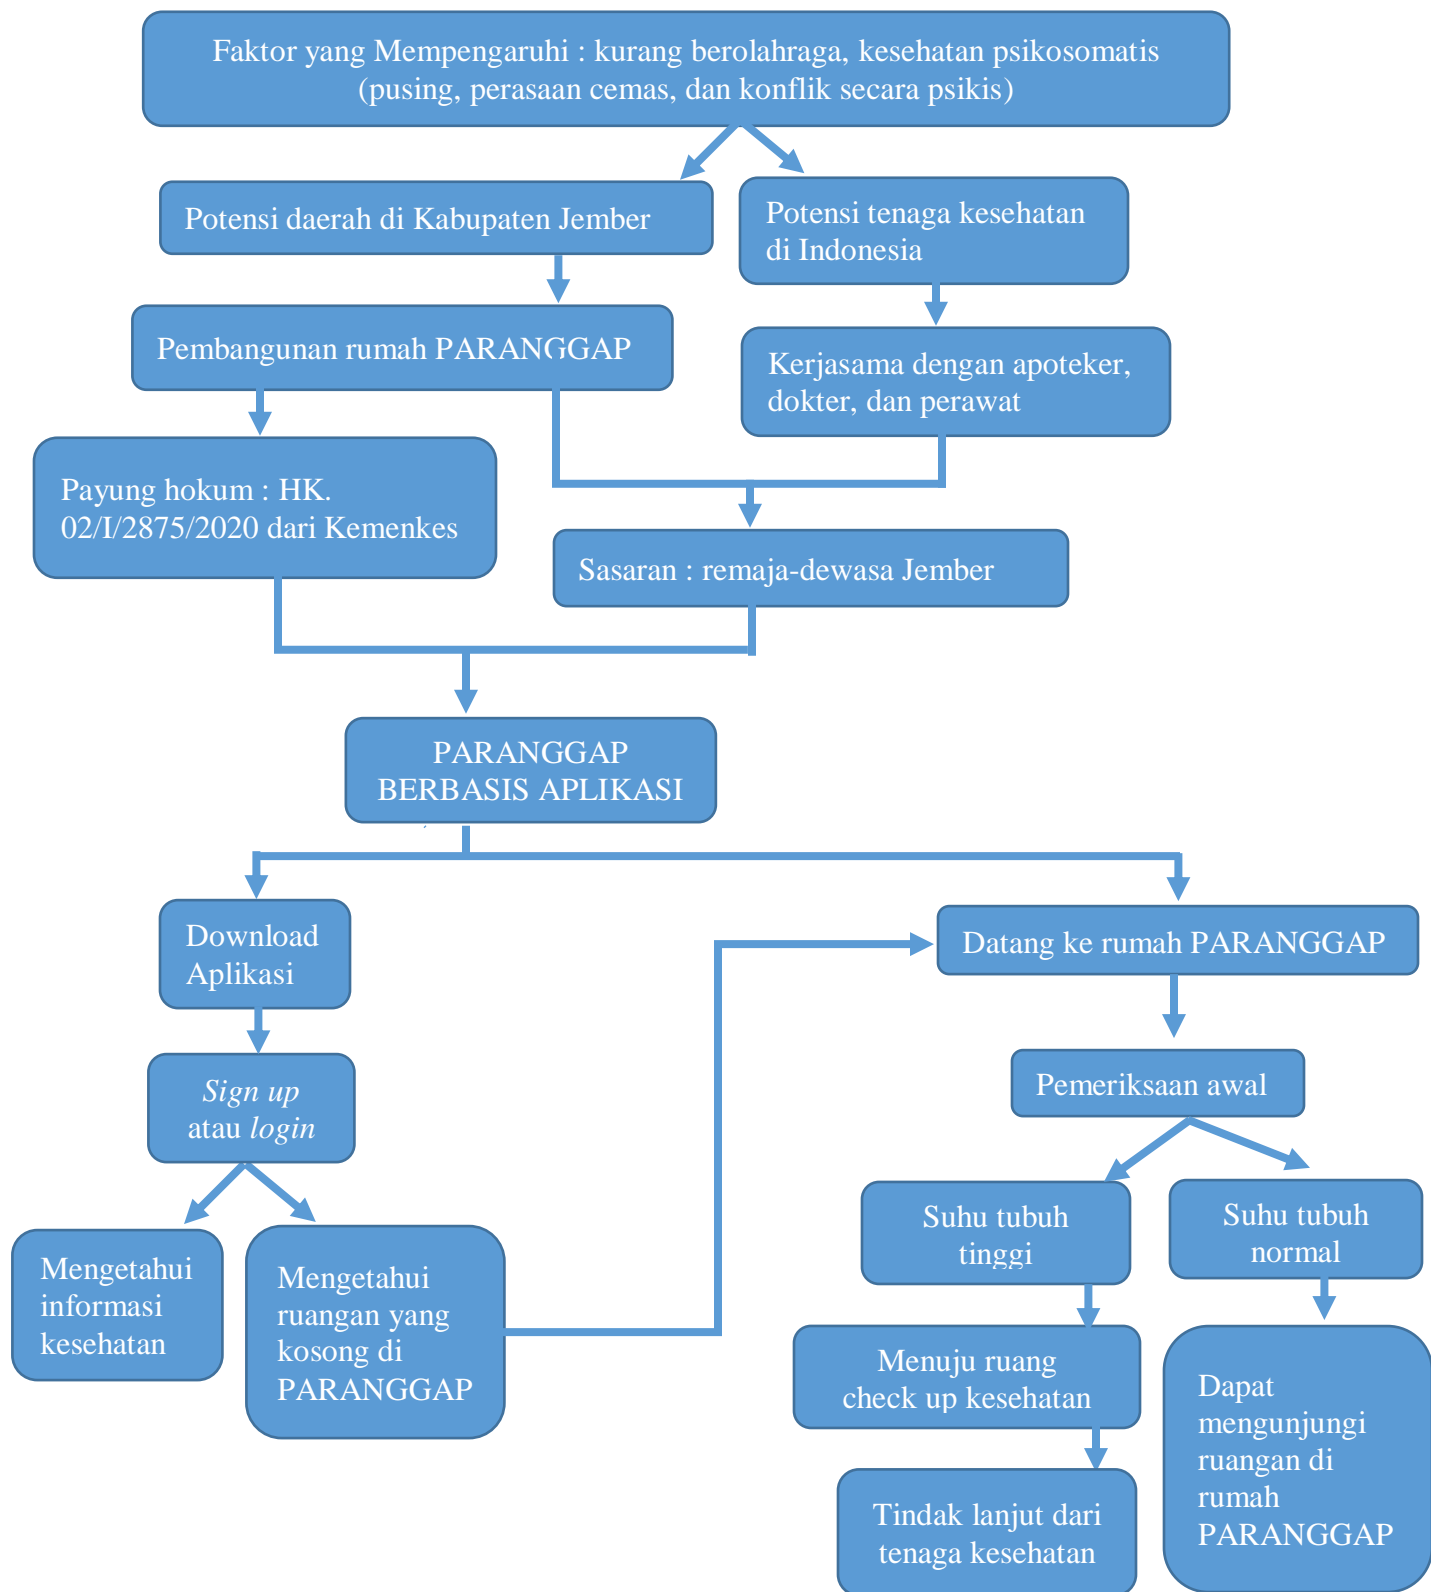 Faktor yang Mempengaruhi : kurang berolahraga, kesehatan psikosomatis
(pusing, perasaan cemas, dan konflik secara psikis)
Potensi daerah di Kabupaten Jember
Potensi tenaga kesehatan
di Indonesia
Pembangunan rumah PARANGGAP
Kerjasama dengan apoteker,
dokter, dan perawat
Payung hokum : HK.
02/I/2875/2020 dari Kemenkes
Sasaran : remaja-dewasa Jember
PARANGGAP
BERBASIS APLIKASI
Download
Aplikasi
Datang ke rumah PARANGGAP
Sign up
atau login
Pemeriksaan awal
Mengetahui
informasi
kesehatan
Mengetahui
ruangan yang
kosong di
PARANGGAP
Suhu tubuh
tinggi
Suhu tubuh
normal
Menuju ruang
check up kesehatan
Dapat
mengunjungi
ruangan di
rumah
PARANGGAP
Tindak lanjut dari
tenaga kesehatan